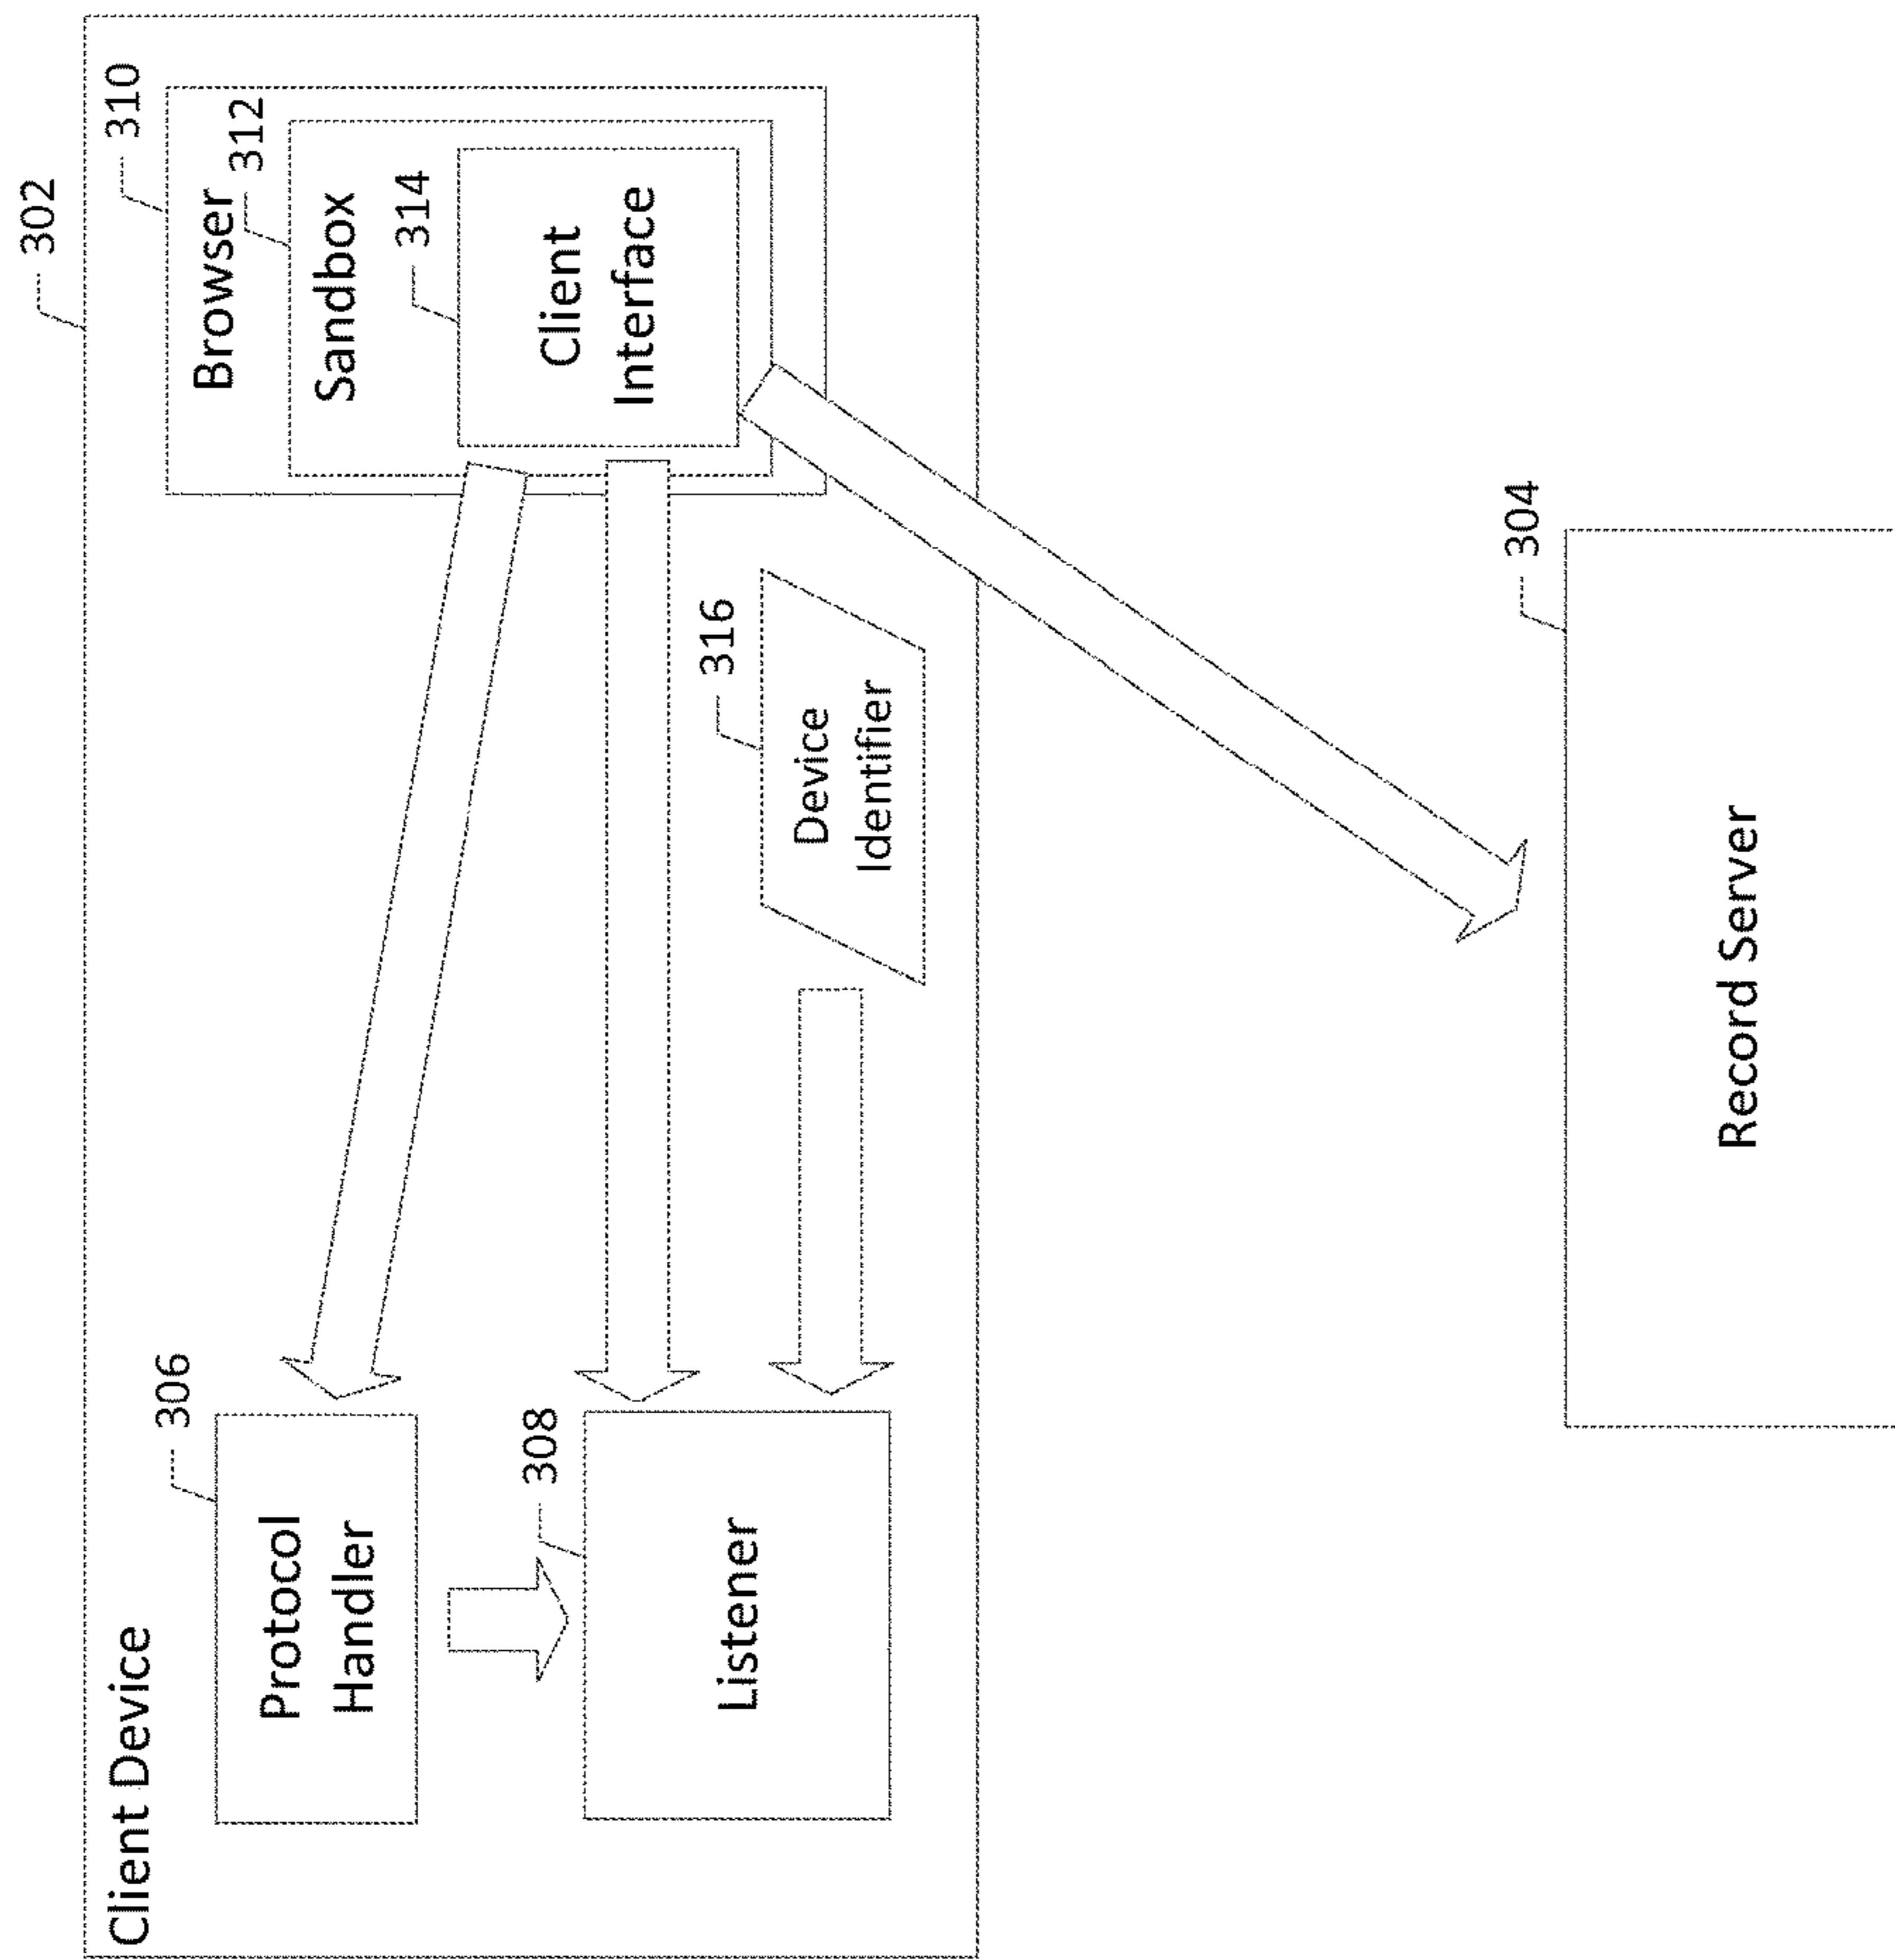 302
Client Device
310
Browser
312
Sandbox
314
Client
Interface
306
Protocol
Handler
308
Listener
316
Device
Identifier
304
Record Server